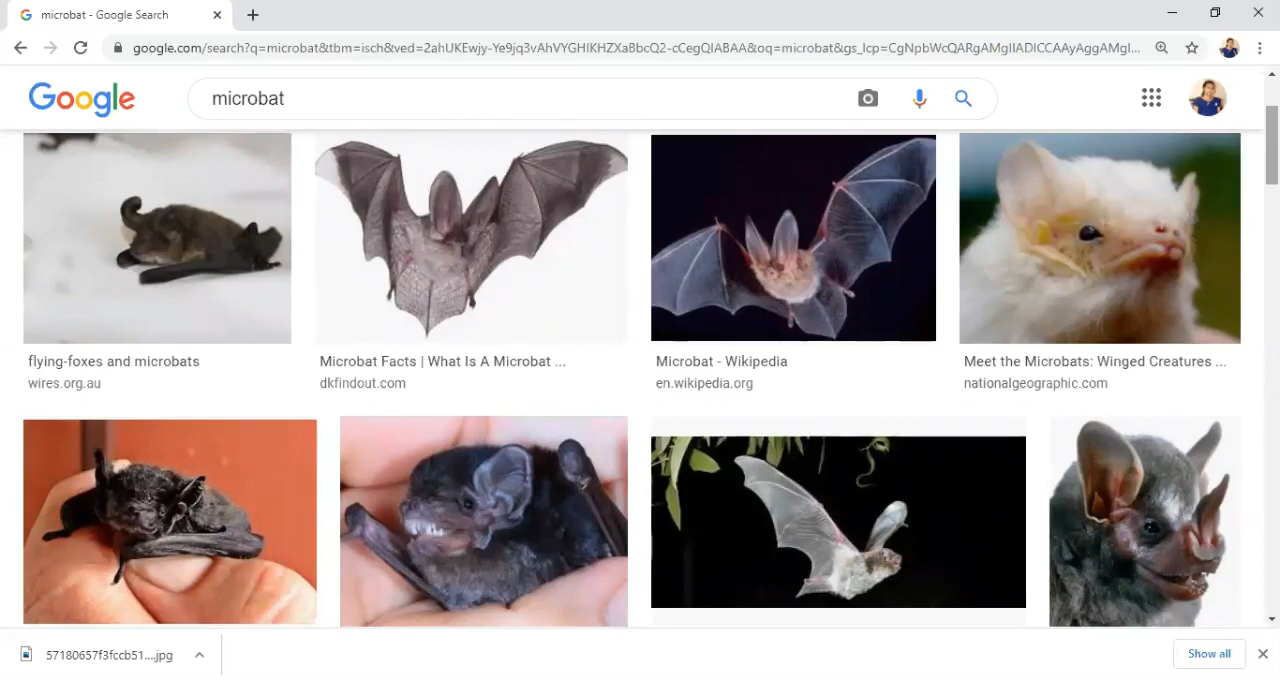 microbat - Google Search
google.com/search?q=microbat&tbm=isch&ved=2ahUKEwjy-Ye9jq3vAhVYGHIKHZXaBbcQ2-cCegQIABAA&oq=microbat&gs_lcp=CgNpbWcQARgAMgIIADICCAAyAggAMgI...
Google
microbat
flying-foxes and microbats
wires.org.au
Microbat Facts | What Is A Microbat ...
dkfindout.com
Microbat - Wikipedia
en.wikipedia.org
Meet the Microbats: Winged Creatures ...
nationalgeographic.com
57180657f3fccb51....jpg
Show all